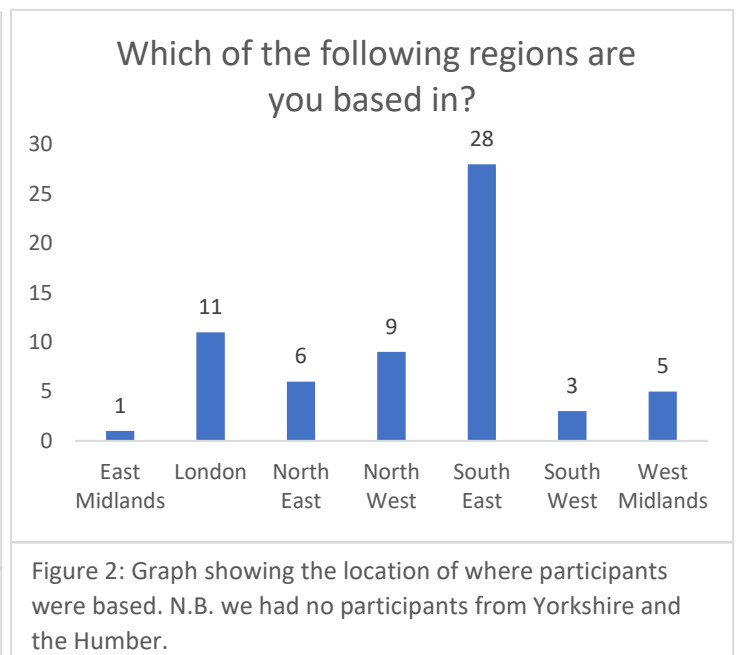 Which of the following regions are
you based in?
30
25
20
15
10
5
0
1
11
6
9
28
3
5
East
Midlands
London
North
East
North
West
South
East
South
West
West
Midlands
Figure 2: Graph showing the location of where participants
were based. N.B. we had no participants from Yorkshire and
the Humber.